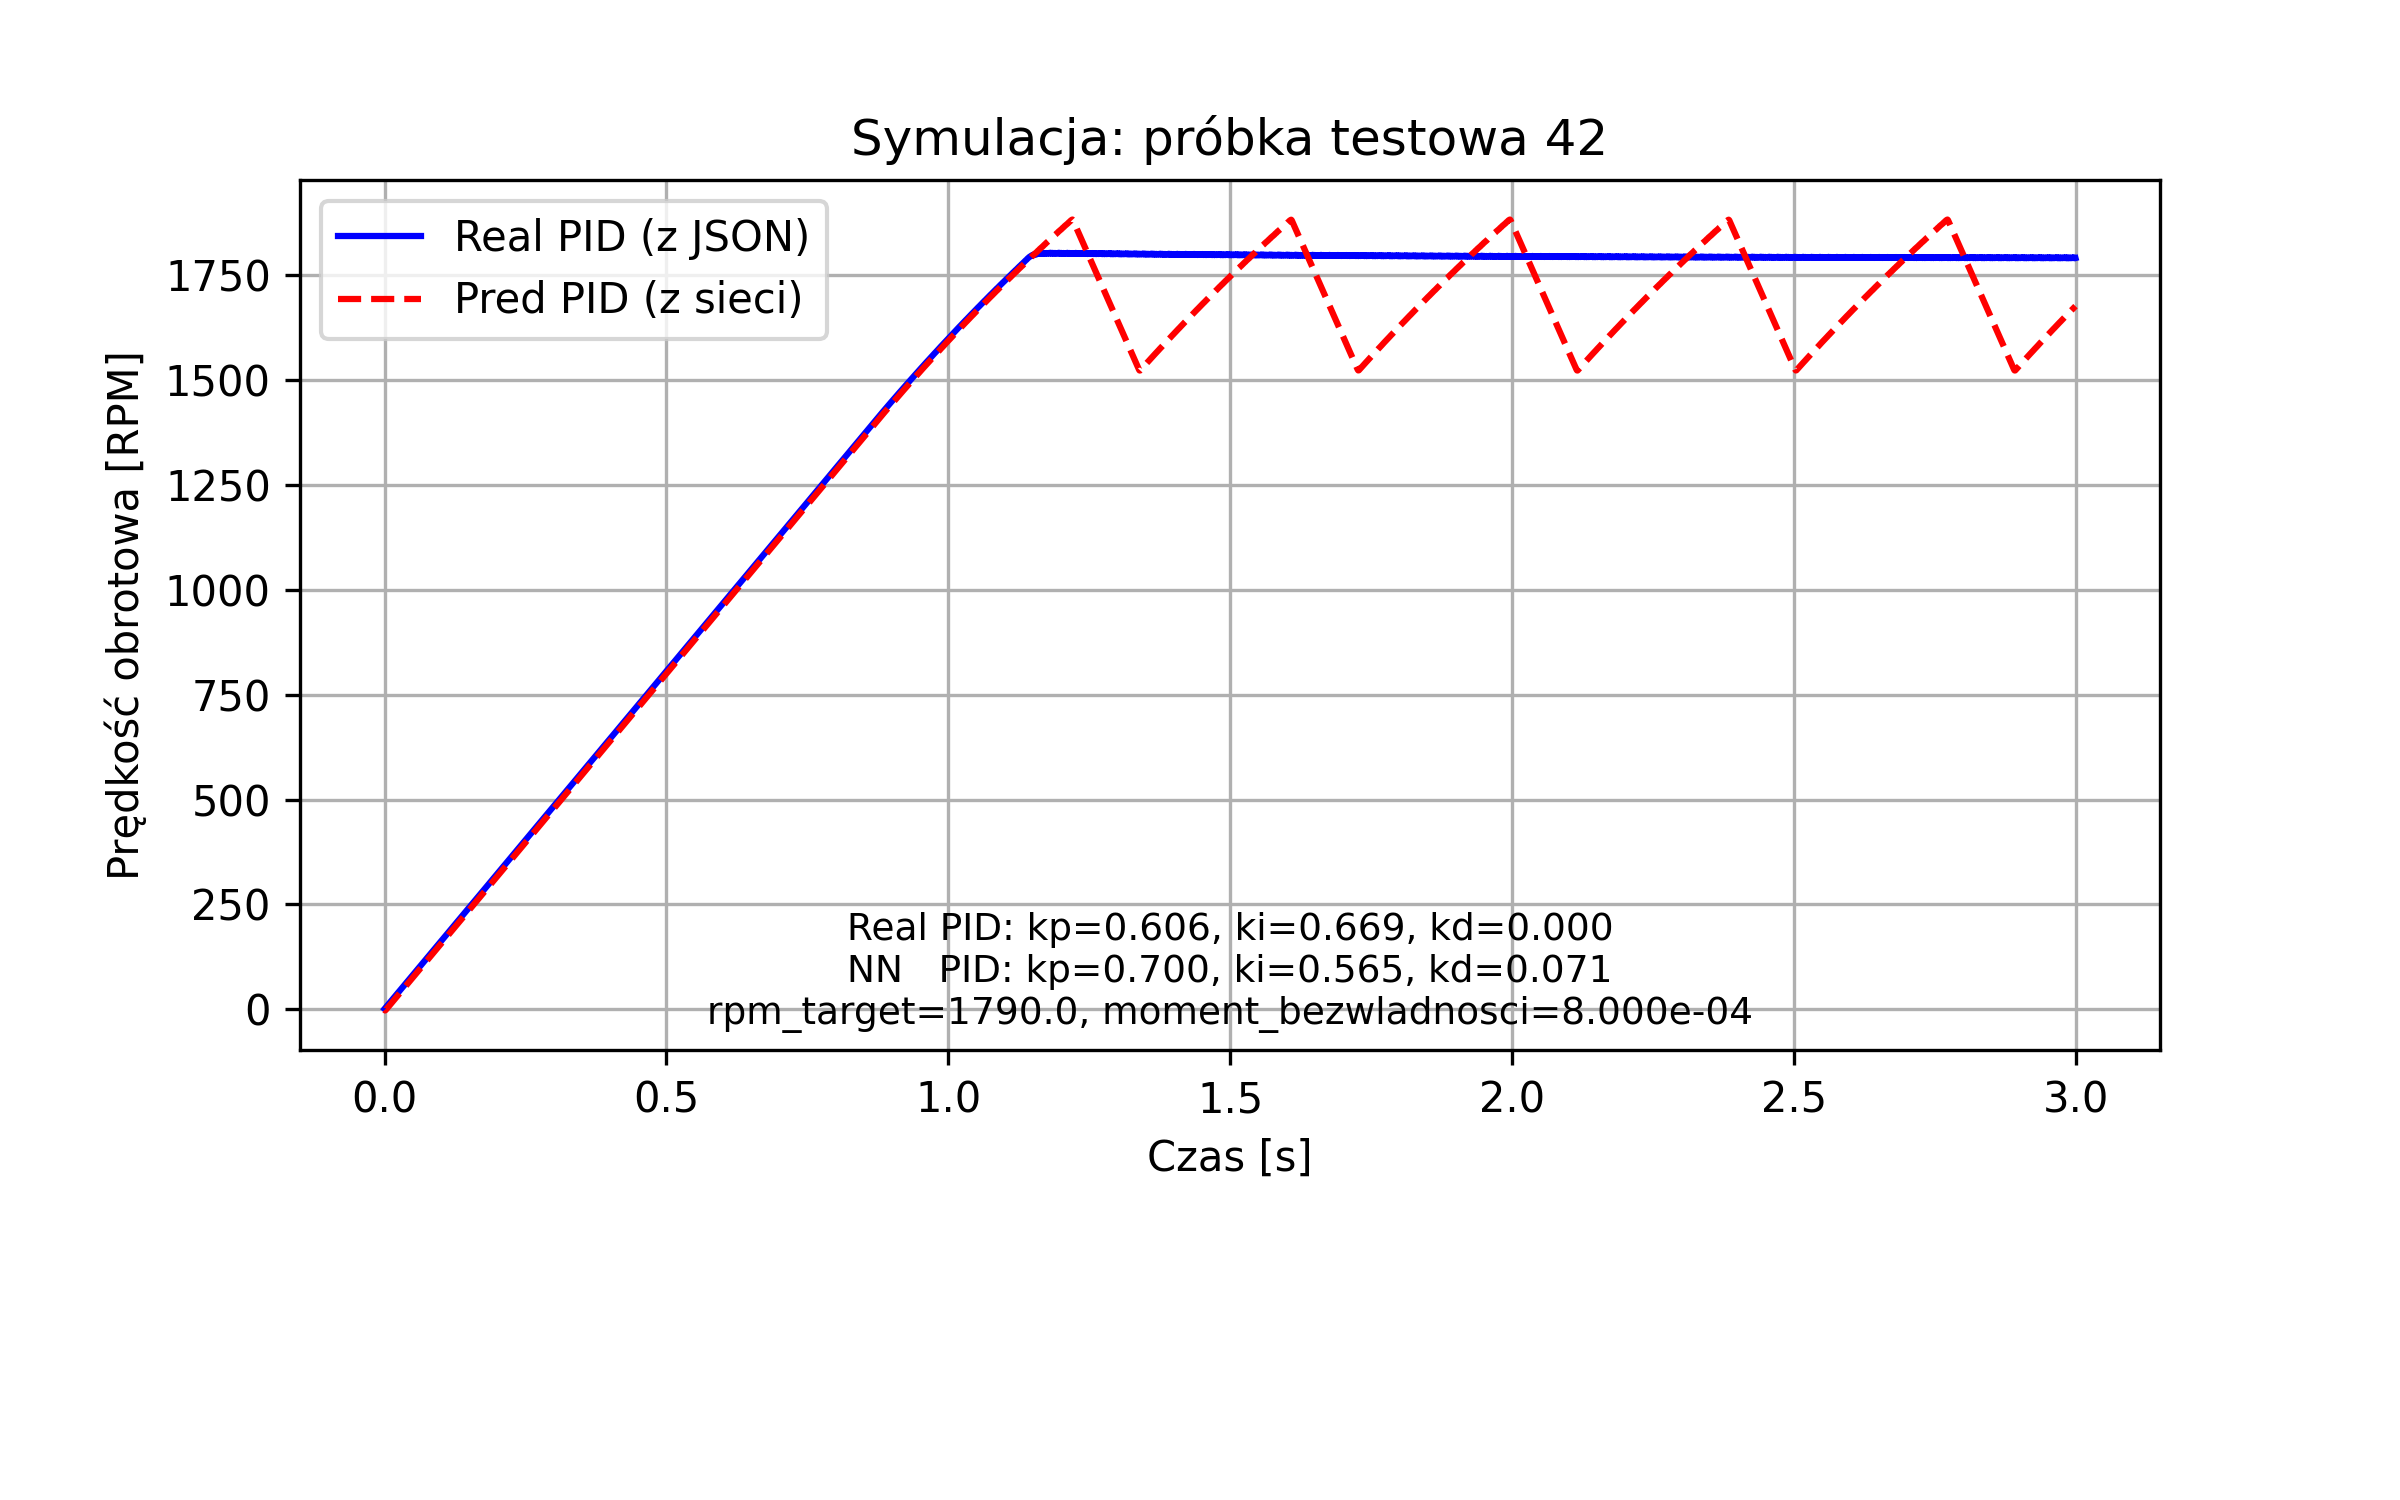 Symulacja: próbka testowa 42
Real PID (z JSON)
Pred PID (z sieci)
Prędkość obrotowa [RPM]
1750
1500
1250
1000
750
500
250
0
Real PID: kp=0.606, ki=0.669, kd=0.000
NN   PID: kp=0.700, ki=0.565, kd=0.071
rpm_target=1790.0, moment_bezwladnosci=8.000e-04
0.0 0.5 1.0 1.5 2.0 2.5 3.0
Czas [s]